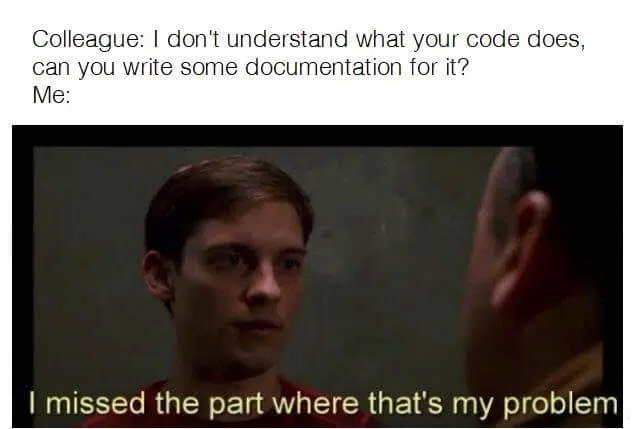 Colleague: I don't understand what your code does,
can you write some documentation for it?
Me:
I missed the part where that's my problem